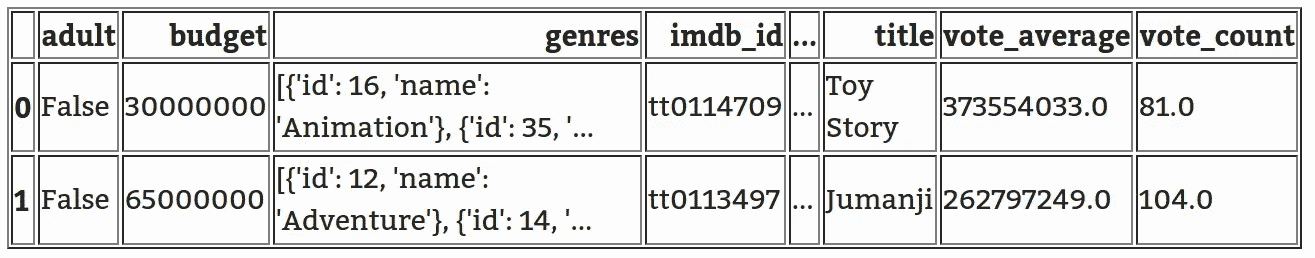 adult budget genres imdb_id ... title vote_average vote_count
0 False 30000000 [{'id': 16, 'name': 'Animation'}, {'id': 35, '... tt0114709 ... Toy Story 373554033.0 81.0
1 False 65000000 [{'id': 12, 'name': 'Adventure'}, {'id': 14, '... tt0113497 ... Jumanji 262797249.0 104.0